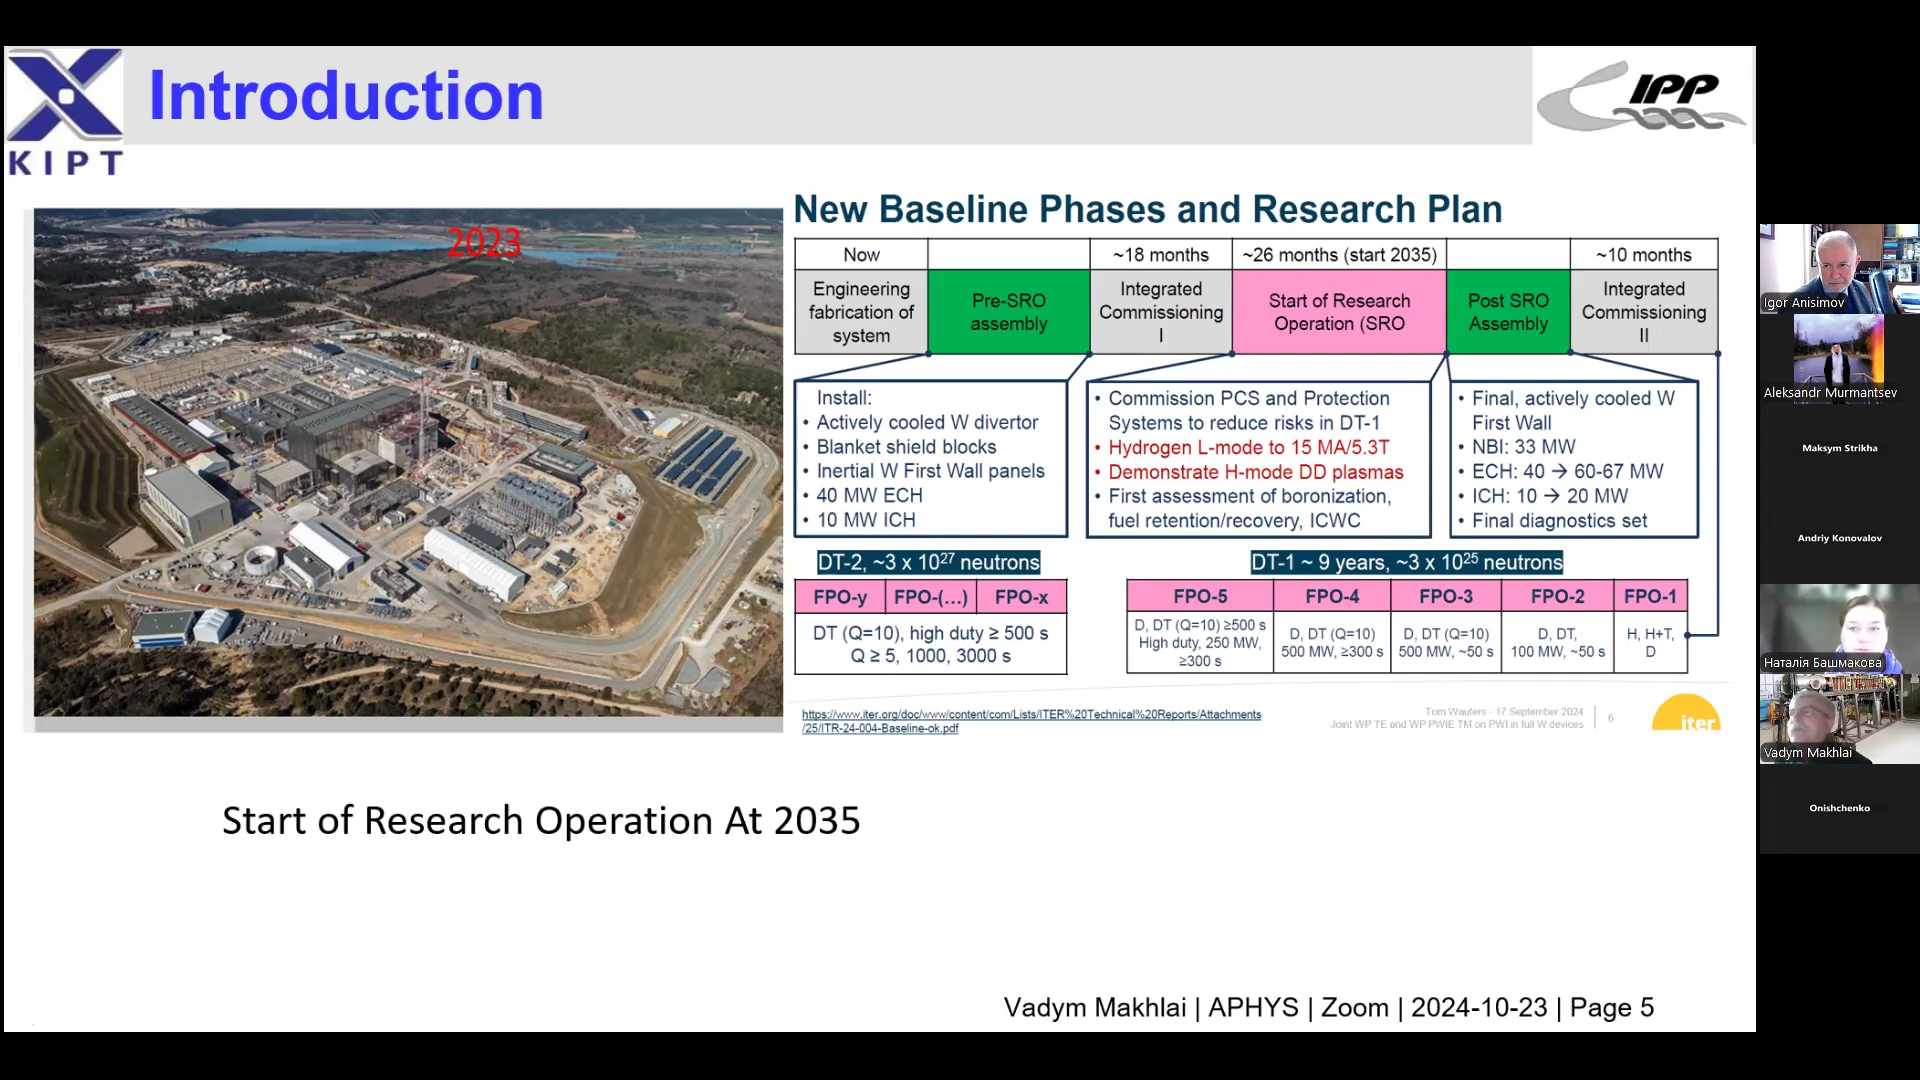 KIPT
Introduction
IPP
2023
New Baseline Phases and Research Plan
Now
~18 months
~26 months (start 2035)
~10 months
Engineering fabrication of system
Pre-SRO assembly
Integrated Commissioning I
Start of Research Operation (SRO
Post SRO Assembly
Integrated Commissioning II
Install:
• Actively cooled W divertor
• Blanket shield blocks
• Inertial W First Wall panels
• 40 MW ECH
• 10 MW ICH
• Commission PCS and Protection
Systems to reduce risks in DT-1
• Hydrogen L-mode to 15 MA/5.3T
• Demonstrate H-mode DD plasmas
• First assessment of boronization,
fuel retention/recovery, ICWC
• Final, actively cooled W
First Wall
• NBI: 33 MW
• ECH: 40 → 60-67 MW
• ICH: 10 → 20 MW
• Final diagnostics set
DT-2, ~3 x 10²⁷ neutrons
FPO-y
FPO-(…)
FPO-x
DT (Q=10), high duty ≥ 500 s
Q ≥ 5, 1000, 3000 s
DT-1 ~ 9 years, ~3 x 10²⁵ neutrons
FPO-5
FPO-4
FPO-3
FPO-2
FPO-1
D, DT (Q=10) ≥500 s
High duty, 250 MW,
≥300 s
D, DT (Q=10)
500 MW, ≥300 s
D, DT (Q=10)
500 MW, ~50 s
D, DT,
100 MW, ~50 s
H, H+T,
D
https://www.iter.org/doc/www/content/com/Lists/ITER%20Technical%20Reports/Attachments
/25/ITR-24-004-Baseline-ok.pdf
Tom Wauters - 17 September 2024
Joint WP TE and WP PWIE TM on PWI in full W devices
6
iter
Start of Research Operation At 2035
Vadym Makhlai | APHYS | Zoom | 2024-10-23 | Page 5
Igor Anisimov
Aleksandr Murmantsev
Maksym Strikha
Andriy Konovalov
Наталія Башмакова
Vadym Makhlai
Onishchenko